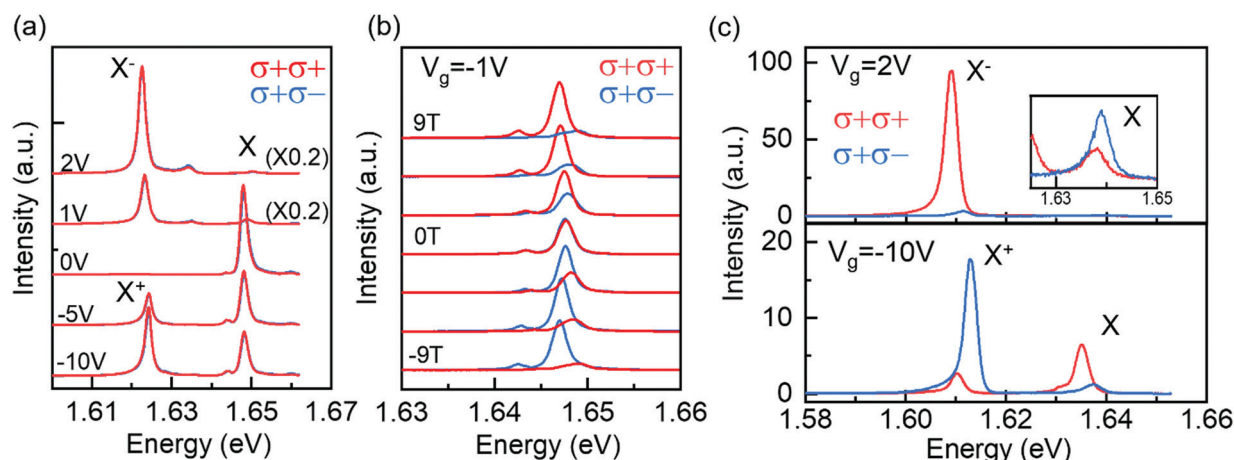 (a)
X-
σ+σ+
σ+σ−
2V
X
(X0.2)
1V
(X0.2)
0V
X+
-5V
-10V
Intensity (a.u.)
1.61 1.63 1.65 1.67
Energy (eV)
(b)
Vg=-1V
σ+σ+
σ+σ−
9T
0T
-9T
Intensity (a.u.)
1.63 1.64 1.65 1.66
Energy (eV)
(c)
100
50
0
Vg=2V
X-
σ+σ+
σ+σ−
X
1.63 1.65
20
10
0
Vg=-10V
X+
X
Intensity (a.u.)
1.58 1.60 1.62 1.64 1.66
Energy (eV)